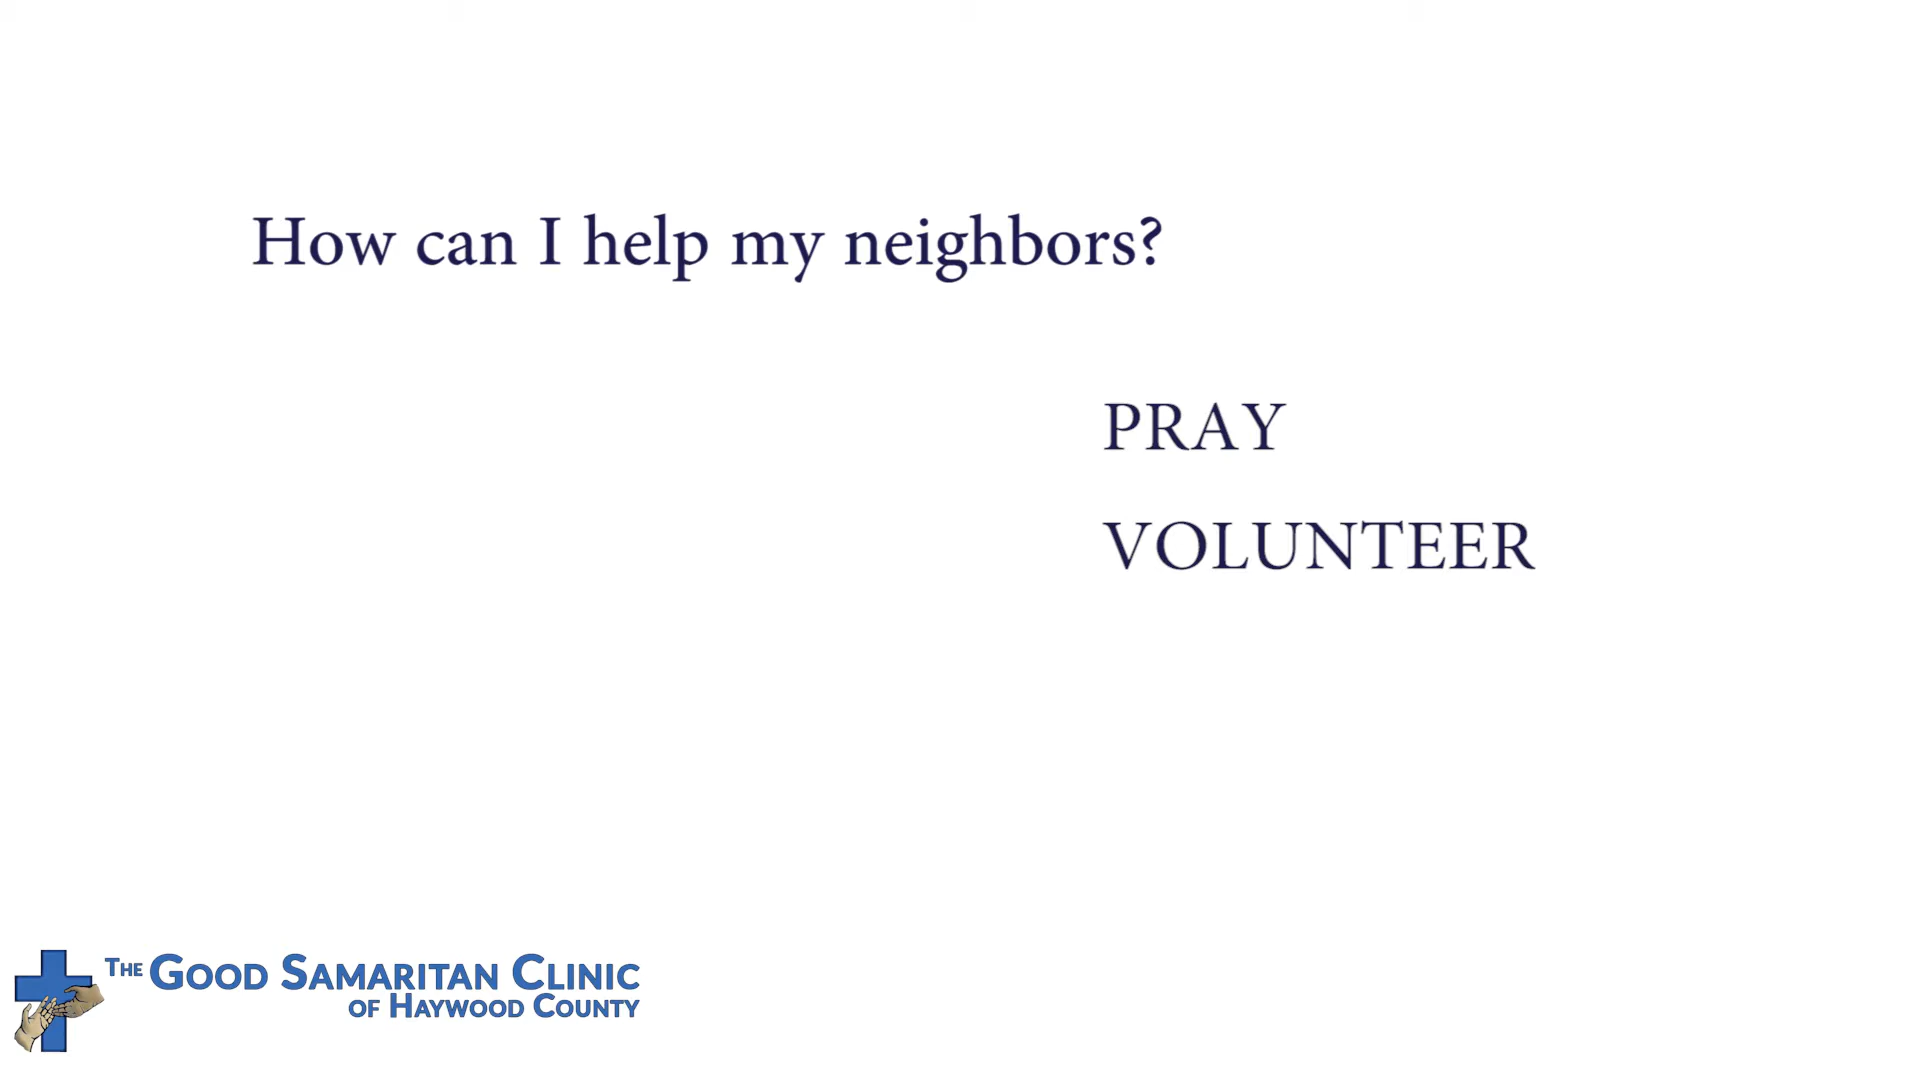 How can I help my neighbors?
PRAY
VOLUNTEER
THE GOOD SAMARITAN CLINIC
OF HAYWOOD COUNTY